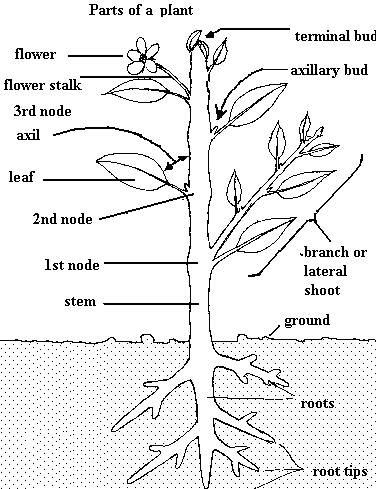 Parts of a plant
terminal bud
flower
axillary bud
flower stalk
3rd node
axil
leaf
2nd node
branch or
lateral
shoot
1st node
stem
ground
roots
root tips